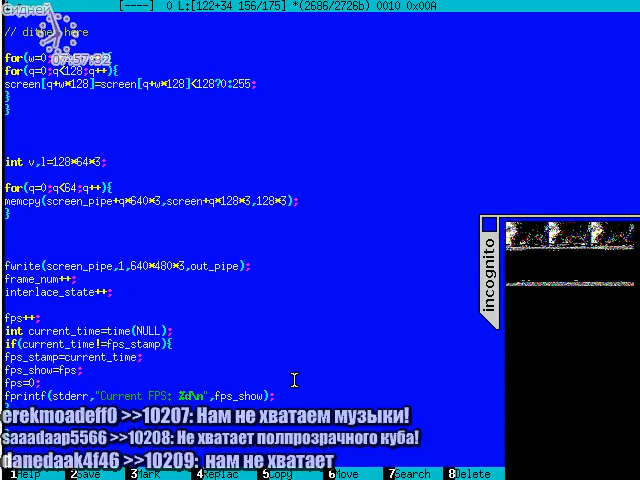 [----]  0 L:[122+34 156/175] *(2686/2726b) 0010 0x00A
Сидней
// dither here
07:57:32
for(w=0;
for(q=0;q<128;q++){
screen[q+w*128]=screen[q+w*128]<128?0:255;
}
}
int v,l=128*64*3;
for(q=0;q<64;q++){
memcpy(screen_pipe+q*640*3,screen+q*128*3,128*3);
}
fwrite(screen_pipe,1,640*480*3,out_pipe);
frame_num++;
interlace_state++;
incognito
fps++;
int current_time=time(NULL);
if(current_time!=fps_stamp){
fps_stamp=current_time;
fps_show=fps;
fps=0;
fprintf(stderr,"Current FPS: %d\n",fps_show);
erekmoadeff0 >>10207: Нам не хватаем музыки!
saaadaap5566 >>10208: Не хватает полпрозрачного куба!
danedaak4f46 >>10209: нам не хватает
1Help 2Save 3Mark 4Replac 5Copy 6Move 7Search 8Delete